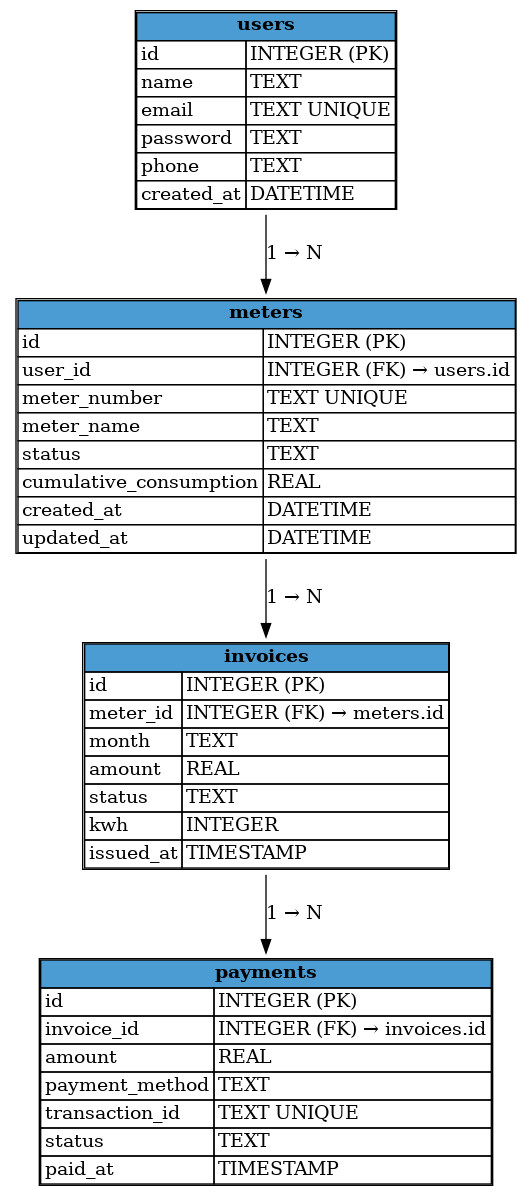 users
id INTEGER (PK)
name TEXT
email TEXT UNIQUE
password TEXT
phone TEXT
created_at DATETIME
1 → N
meters
id INTEGER (PK)
user_id INTEGER (FK) → users.id
meter_number TEXT UNIQUE
meter_name TEXT
status TEXT
cumulative_consumption REAL
created_at DATETIME
updated_at DATETIME
1 → N
invoices
id INTEGER (PK)
meter_id INTEGER (FK) → meters.id
month TEXT
amount REAL
status TEXT
kwh INTEGER
issued_at TIMESTAMP
1 → N
payments
id INTEGER (PK)
invoice_id INTEGER (FK) → invoices.id
amount REAL
payment_method TEXT
transaction_id TEXT UNIQUE
status TEXT
paid_at TIMESTAMP